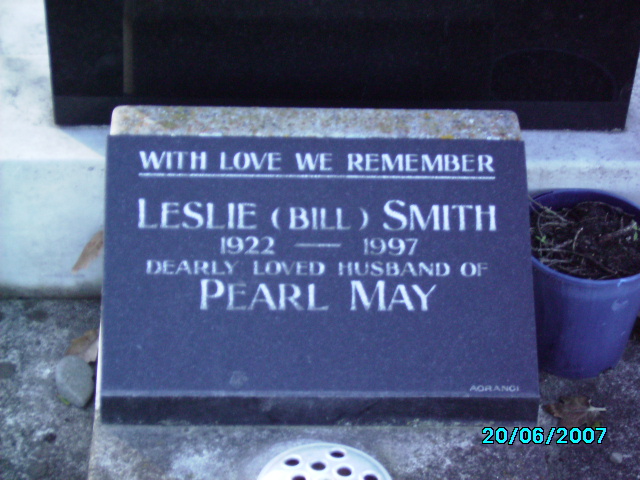 WITH LOVE WE REMEMBER
LESLIE (BILL) SMITH
1922 — 1997
DEARLY LOVED HUSBAND OF
PEARL MAY
AORANGI
20/06/2007